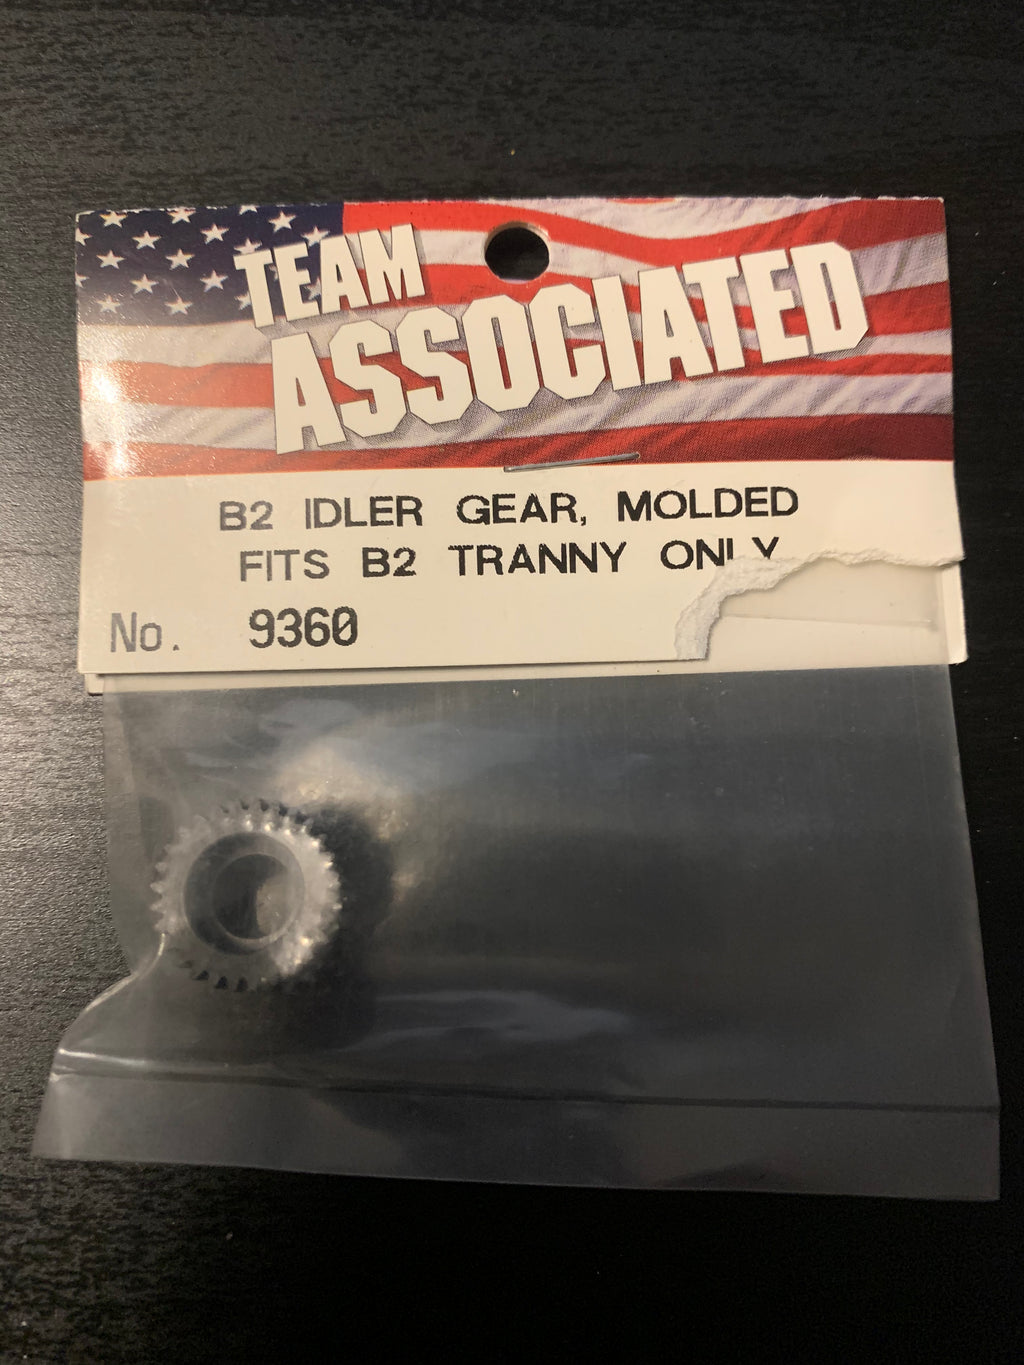 TEAM
ASSOCIATED
B2 IDLER GEAR, MOLDED
FITS B2 TRANNY ONLY
No. 9360